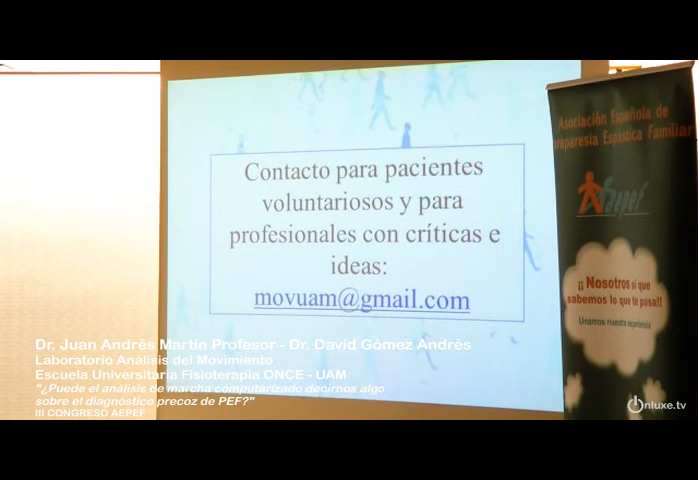 Contacto para pacientes
voluntariosos y para
profesionales con críticas e
ideas:
movuam@gmail.com
Asociación Española de
araparesia Espástica Familiar
aepef
¡¡ Nosotros sí que
sabemos lo que te pasa!!
Unamos nuestra experiencia
Dr. Juan Andrés Martín Profesor - Dr. David Gómez Andrés
Laboratorio Análisis del Movimiento
Escuela Universitaria Fisioterapia ONCE - UAM
"¿Puede el análisis de marcha computarizado decirnos algo
sobre el diagnóstico precoz de PEF?"
III CONGRESO AEPEF
onluxe.tv